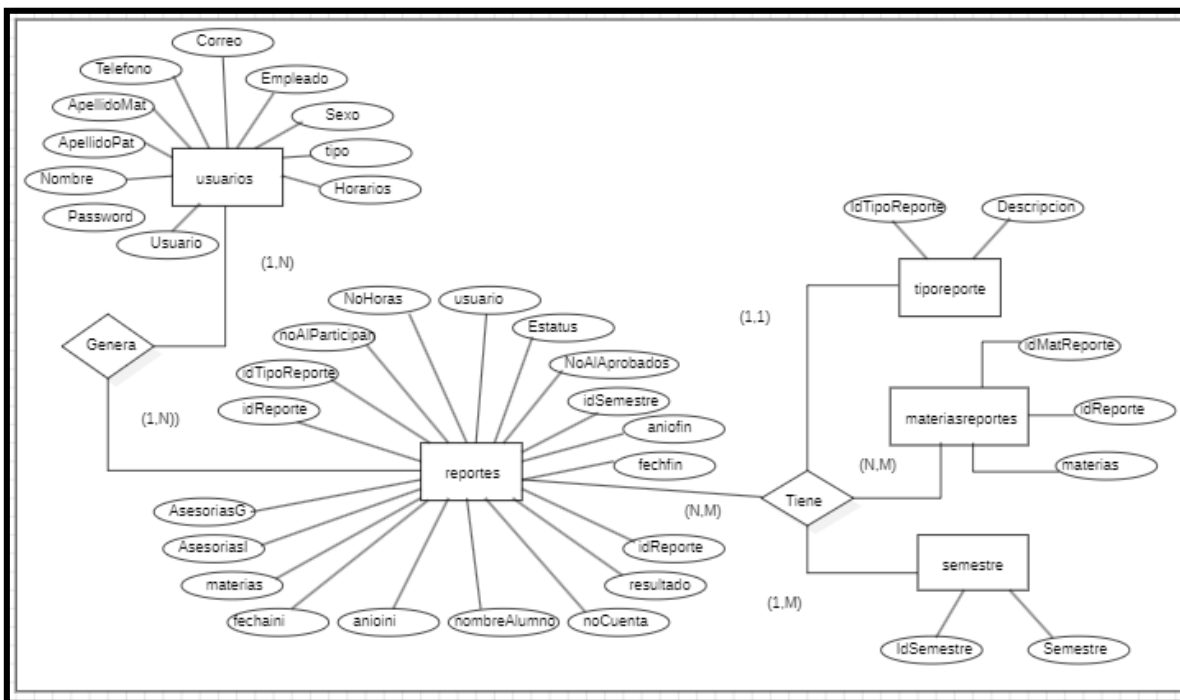 Correo
Telefono
Empleado
ApellidoMat
Sexo
ApellidoPat
tipo
usuarios
Nombre
Horarios
Password
Usuario
(1,N)
Genera
(1,N))
NoHoras
usuario
noAlParticipan
Estatus
idTipoReporte
NoAlAprobados
idReporte
idSemestre
aniofin
fechfin
reportes
AsesoriasG
AsesoriasI
materias
fechaini
anioini
nombreAlumno
noCuenta
resultado
idReporte
(N,M)
Tiene
(1,1)
IdTipoReporte
Descripcion
tiporeporte
idMatReporte
materiasreportes
idReporte
materias
(N,M)
semestre
(1,M)
IdSemestre
Semestre